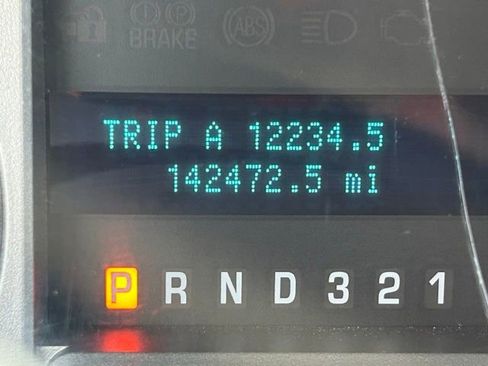 BRAKE
ABS
TRIP A 12234.5
142472.5 mi
P R N D 3 2 1